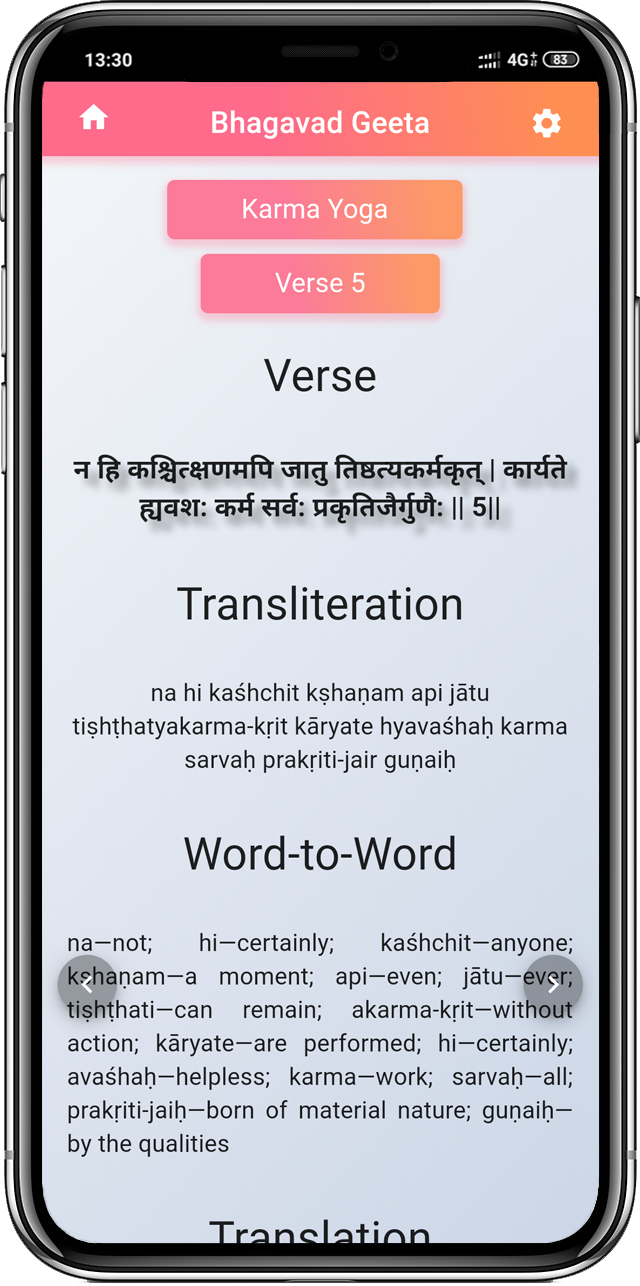 13:30
4G+ 83
Bhagavad Geeta
Karma Yoga
Verse 5
Verse
न हि कश्चित्क्षणमपि जातु तिष्ठत्यकर्मकृत् | कार्यते
ह्यवश: कर्म सर्व: प्रकृतिजैर्गुणै: || 5||
Transliteration
na hi kaśhchit kṣhaṇam api jātu
tiṣhṭhatyakarma-kṛit kāryate hyavaśhaḥ karma
sarvaḥ prakṛiti-jair guṇaiḥ
Word-to-Word
na—not; hi—certainly; kaśhchit—anyone;
kṣhaṇam—a moment; api—even; jātu—ever;
tiṣhṭhati—can remain; akarma-kṛit—without
action; kāryate—are performed; hi—certainly;
avaśhaḥ—helpless; karma—work; sarvaḥ—all;
prakṛiti-jaiḥ—born of material nature; guṇaiḥ—
by the qualities
Translation